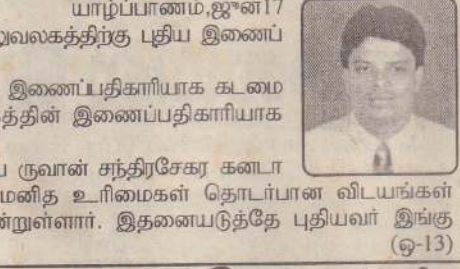 யாழ்ப்பாணம்,ஜுன்17
லுவலகத்திற்கு புதிய இணைப்
இணைப்பதிகாரியாக கடமை
த்தின் இணைப்பதிகாரியாக
ருவான் சந்திரசேகர கனடா
மனித உரிமைகள் தொடர்பான விடயங்கள்
ன்றுள்ளார். இதனையடுத்தே புதியவர் இங்கு
(ஒ-13)